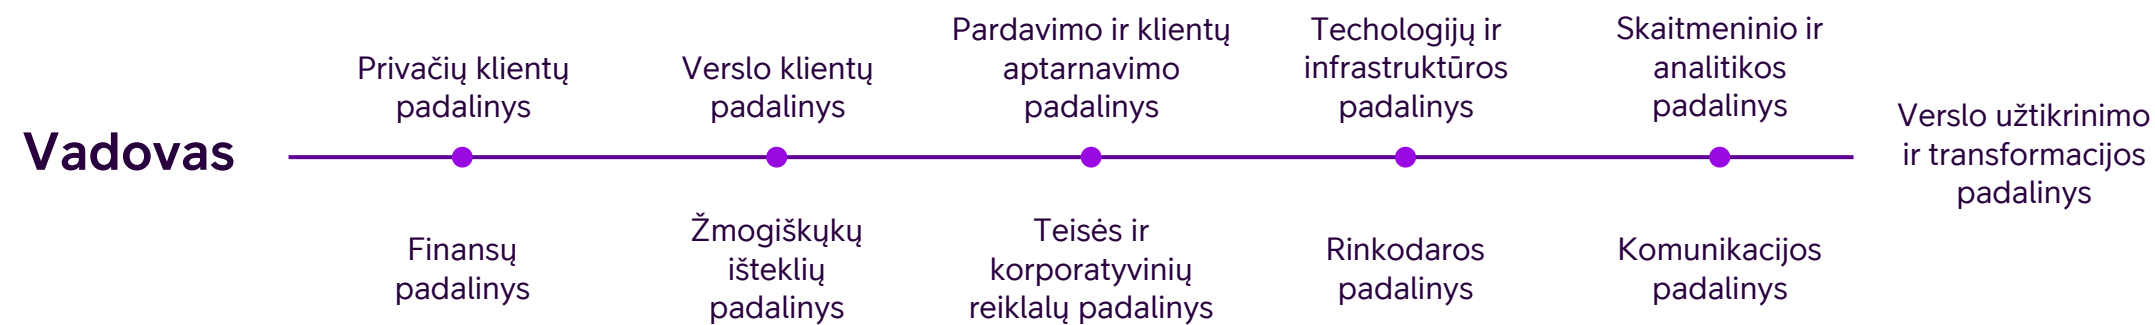 Vadovas
Privačių klientų
padalinys
Verslo klientų
padalinys
Pardavimo ir klientų
aptarnavimo
padalinys
Techologijų ir
infrastruktūros
padalinys
Skaitmeninio ir
analitikos
padalinys
Verslo užtikrinimo
ir transformacijos
padalinys
Finansų
padalinys
Žmogiškųkų
išteklių
padalinys
Teisės ir
korporatyvinių
reiklalų padalinys
Rinkodaros
padalinys
Komunikacijos
padalinys